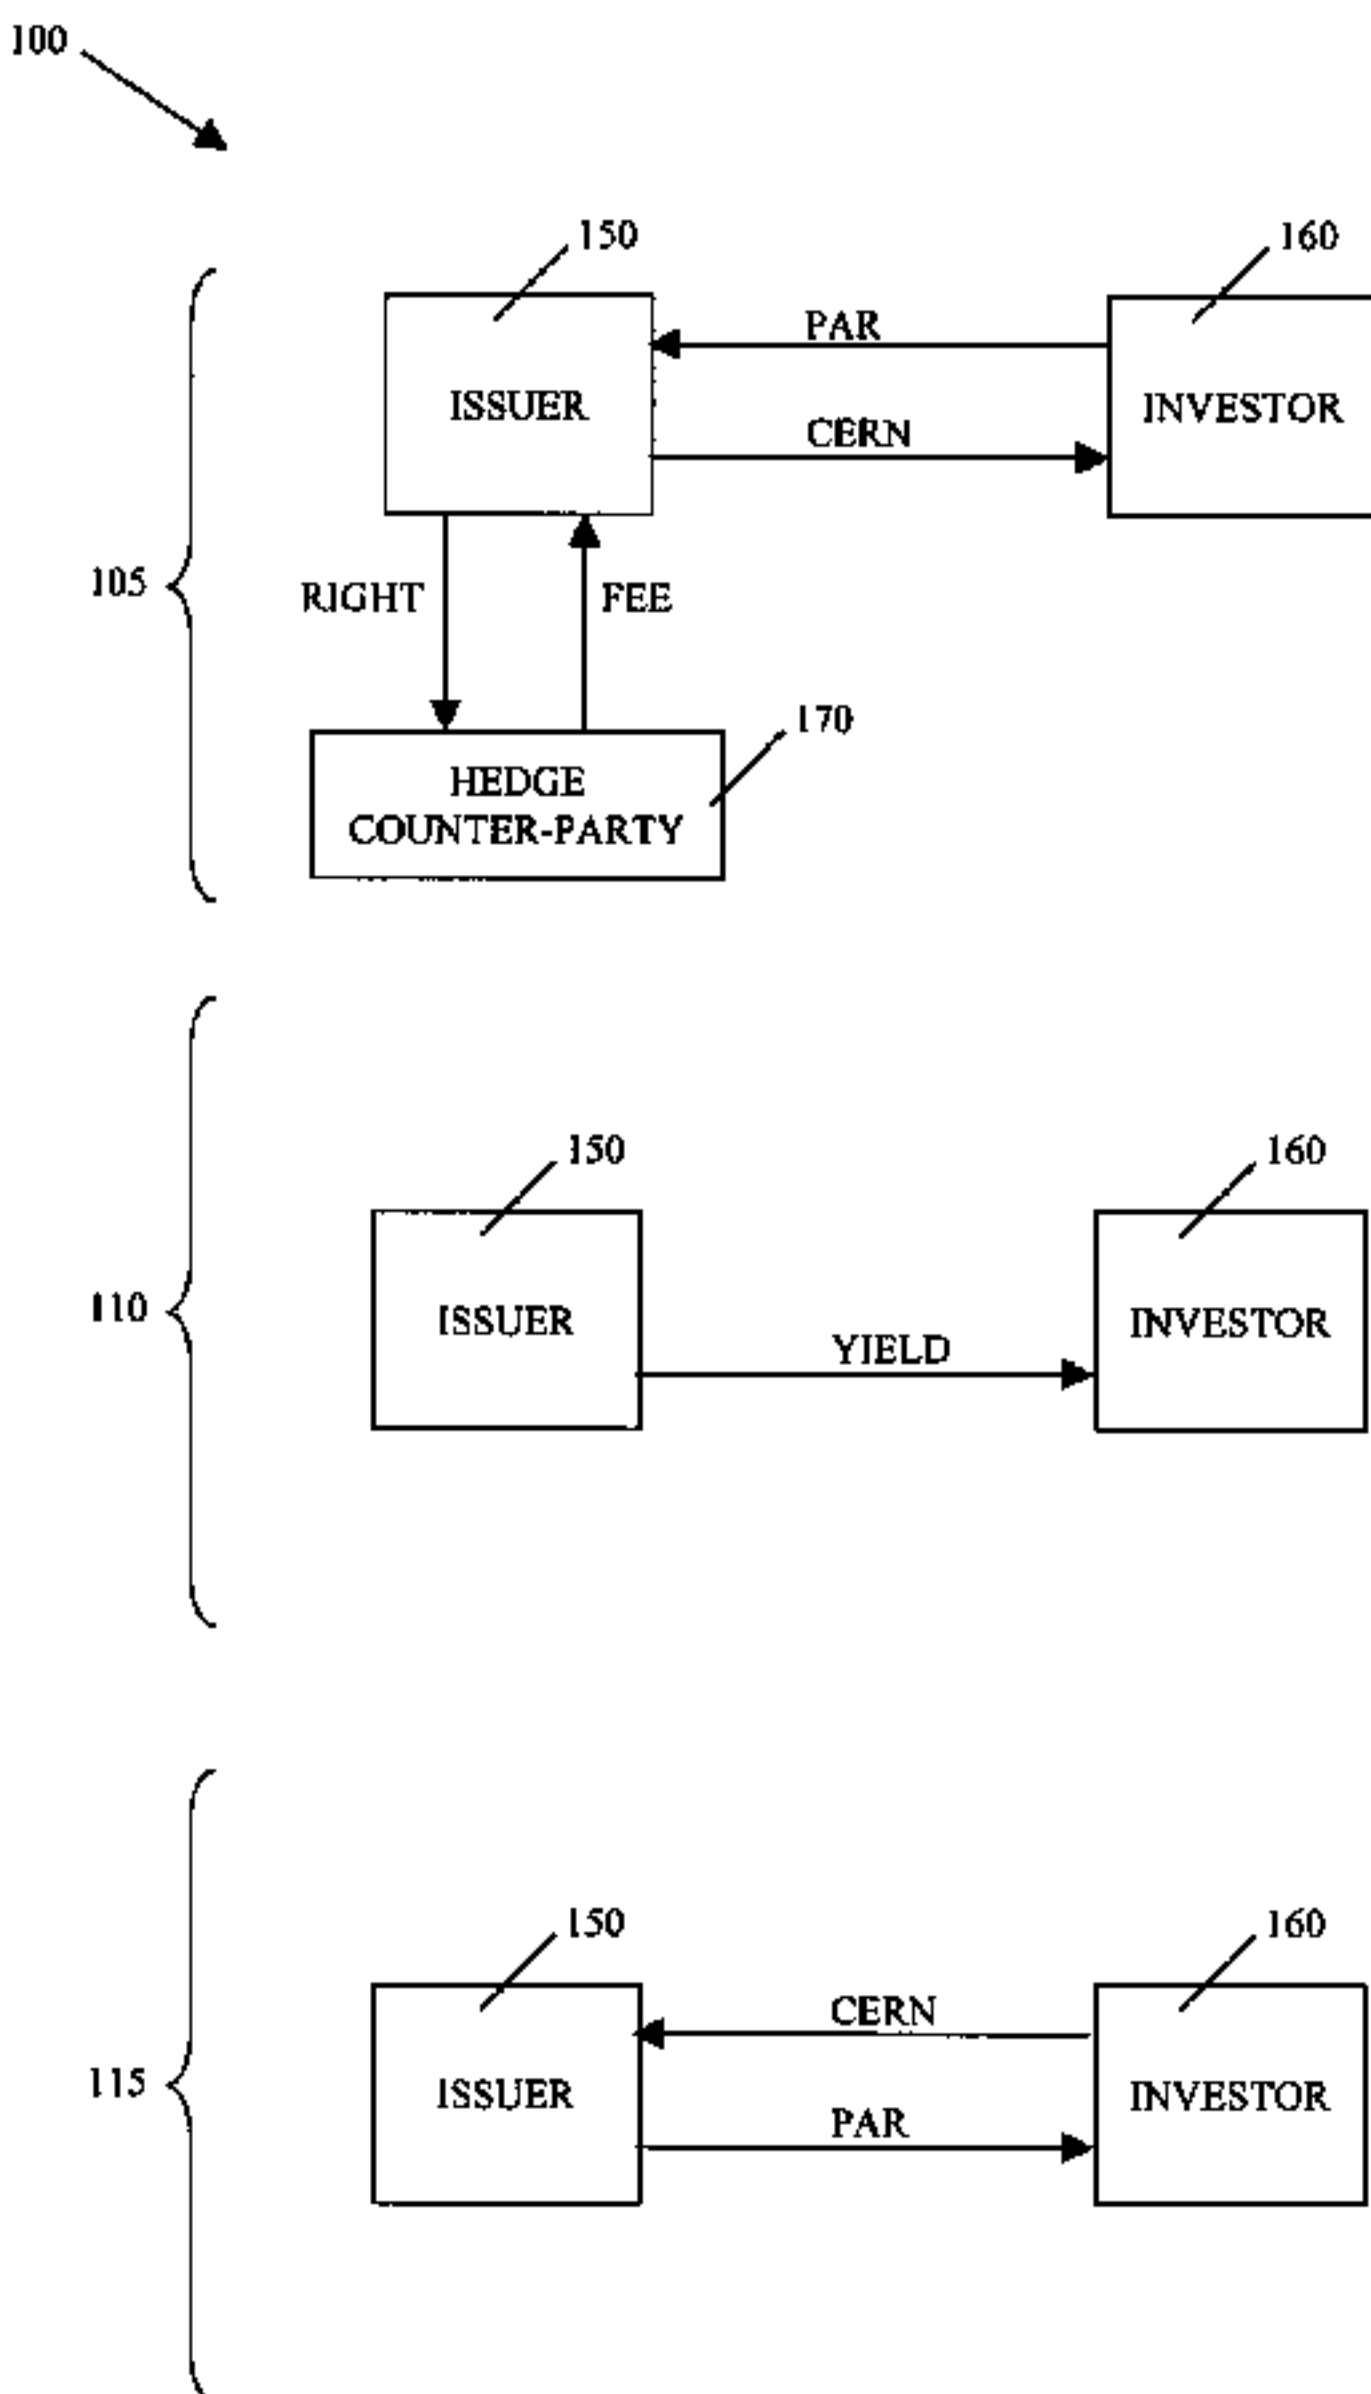 100
150
160
PAR
ISSUER
INVESTOR
CERN
105
RIGHT
FEE
170
HEDGE
COUNTER-PARTY
150
160
110
ISSUER
INVESTOR
YIELD
150
160
CERN
115
ISSUER
INVESTOR
PAR